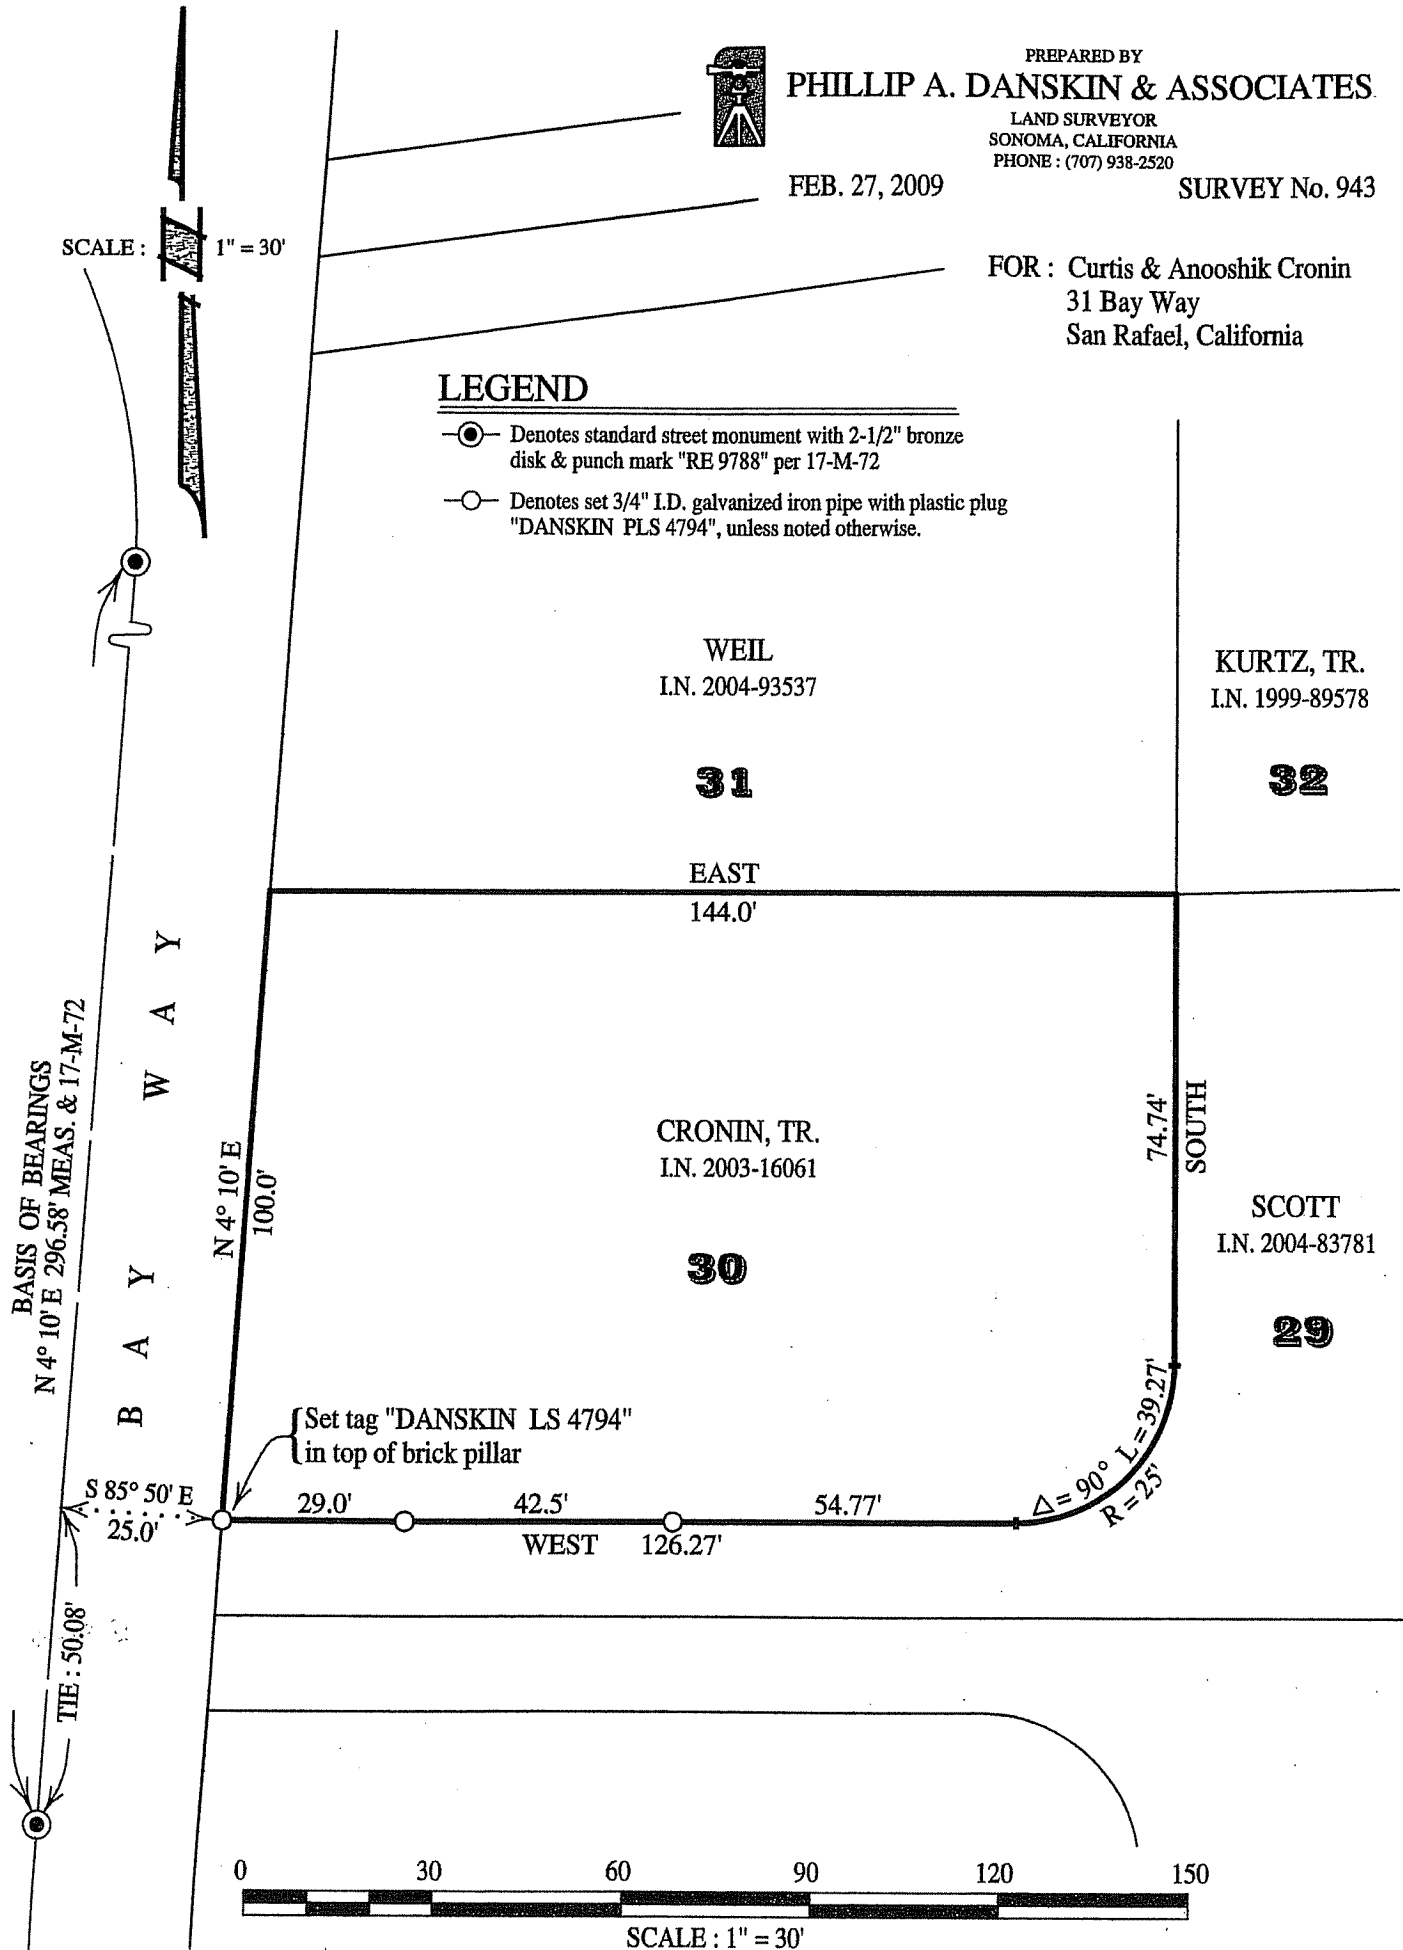 PREPARED BY
PHILLIP A. DANSKIN & ASSOCIATES
LAND SURVEYOR
SONOMA, CALIFORNIA
PHONE : (707) 938-2520
FEB. 27, 2009
SURVEY No. 943
SCALE : 1" = 30'
FOR : Curtis & Anooshik Cronin
31 Bay Way
San Rafael, California
LEGEND
Denotes standard street monument with 2-1/2" bronze
disk & punch mark "RE 9788" per 17-M-72
Denotes set 3/4" I.D. galvanized iron pipe with plastic plug
"DANSKIN PLS 4794", unless noted otherwise.
WEIL
I.N. 2004-93537
31
KURTZ, TR.
I.N. 1999-89578
32
EAST
144.0'
BAY WAY
BASIS OF BEARINGS
N 4° 10' E 296.58' MEAS. & 17-M-72
N 4° 10' E
100.0'
CRONIN, TR.
I.N. 2003-16061
30
74.74'
SOUTH
SCOTT
I.N. 2004-83781
29
Set tag "DANSKIN LS 4794"
in top of brick pillar
Δ = 90° L = 39.27'
R = 25'
S 85° 50' E
25.0'
29.0'
42.5'
54.77'
WEST 126.27'
TIE : 50.08'
0 30 60 90 120 150
SCALE : 1" = 30'